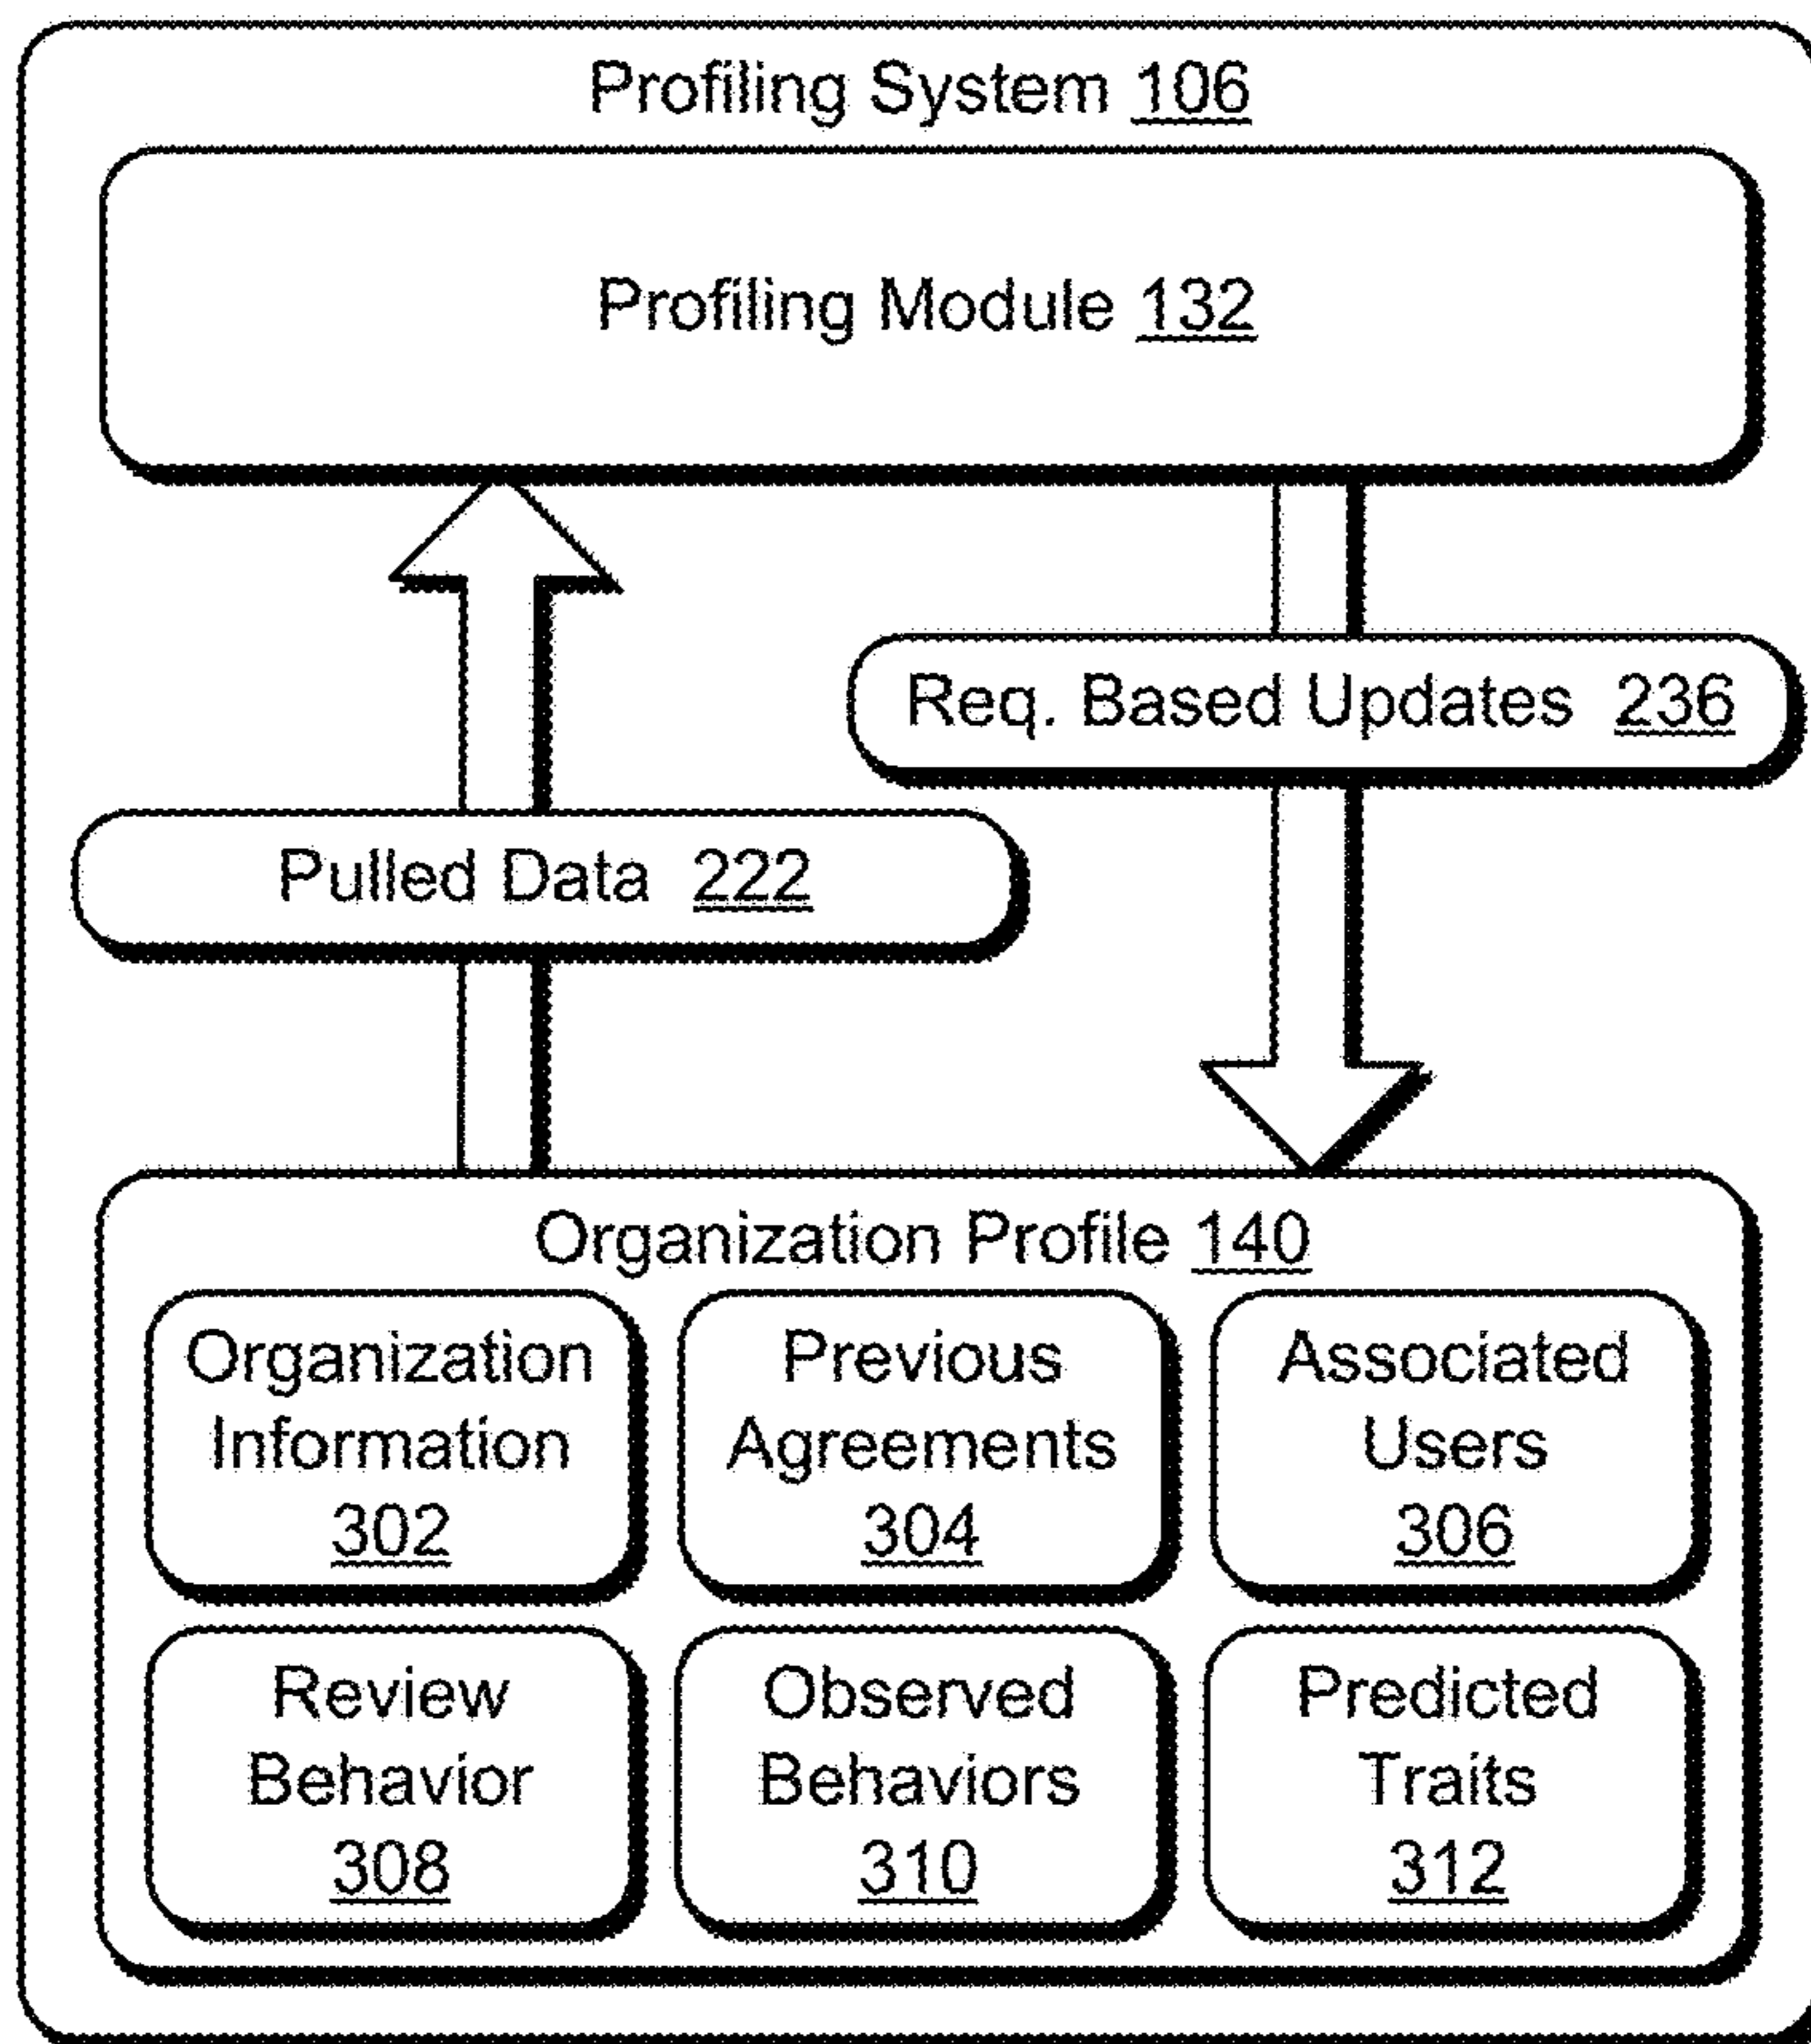 Profiling System 106
Profiling Module 132
Req. Based Updates 236
Pulled Data 222
Organization Profile 140
Organization
Information
302
Previous
Agreements
304
Associated
Users
306
Review
Behavior
308
Observed
Behaviors
310
Predicted
Traits
312